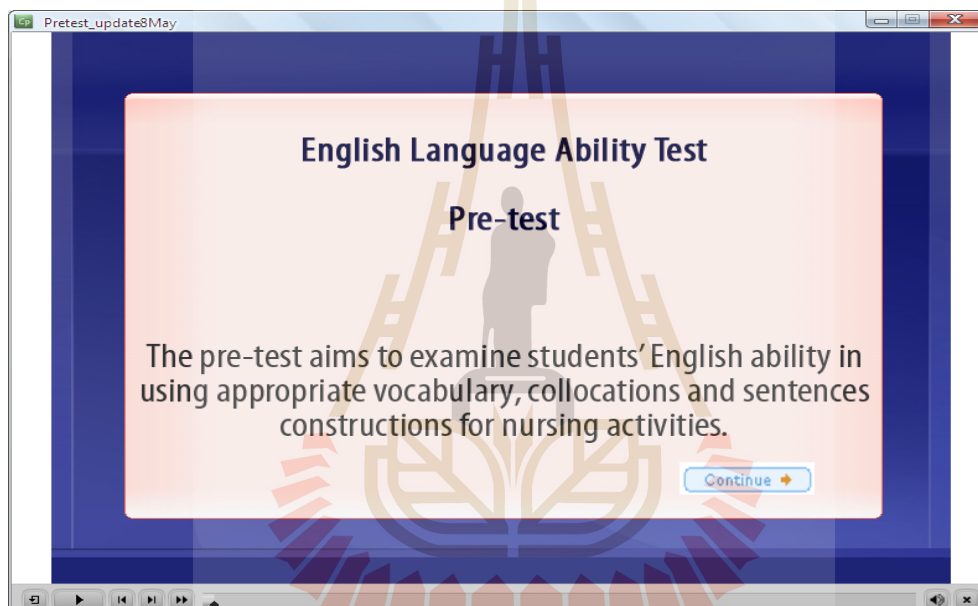 Pretest_update8May
English Language Ability Test
Pre-test
The pre-test aims to examine students' English ability in
using appropriate vocabulary, collocations and sentences
constructions for nursing activities.
Continue